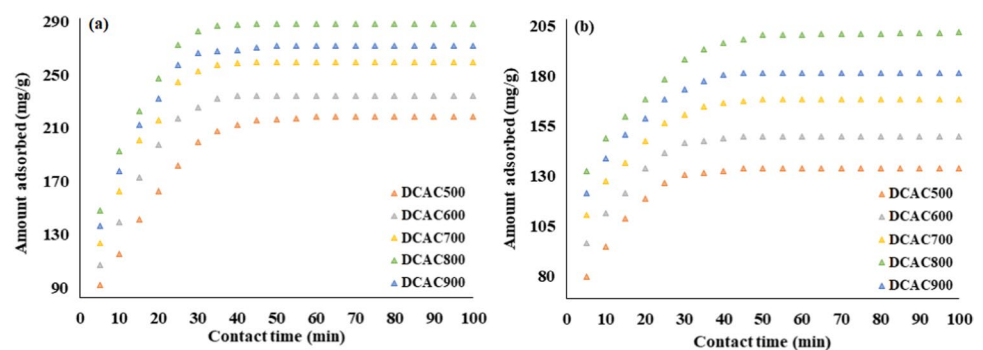 (a)
Amount adsorbed (mg/g)
290
250
210
170
130
90
DCAC500
DCAC600
DCAC700
DCAC800
DCAC900
0 10 20 30 40 50 60 70 80 90 100
Contact time (min)
(b)
Amount adsorbed (mg/g)
205
180
155
130
105
80
DCAC500
DCAC600
DCAC700
DCAC800
DCAC900
0 10 20 30 40 50 60 70 80 90 100
Contact time (min)